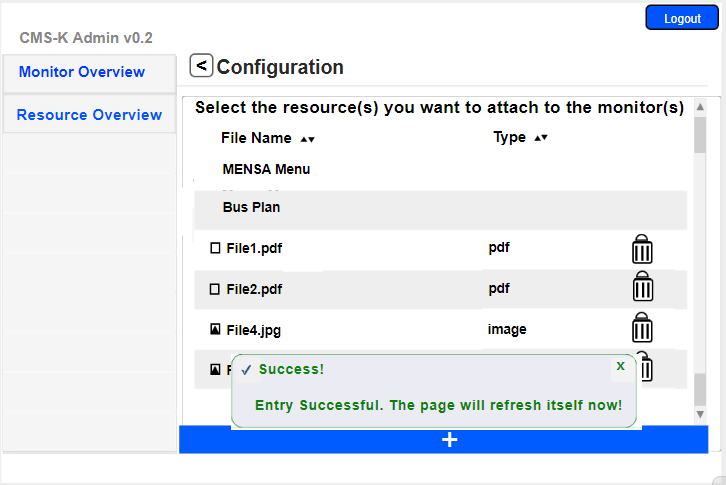 Logout
CMS-K Admin v0.2
Monitor Overview
Resource Overview
< Configuration
Select the resource(s) you want to attach to the monitor(s)
File Name Type
MENSA Menu
Bus Plan
File1.pdf pdf
File2.pdf pdf
File4.jpg image
✓ Success! X
Entry Successful. The page will refresh itself now!
+